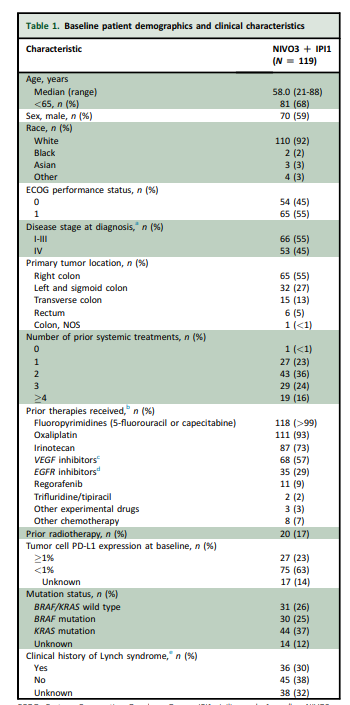 Table 1. Baseline patient demographics and clinical characteristics
Characteristic NIVO3 + IPI1
(N = 119)
Age, years
Median (range) 58.0 (21-88)
<65, n (%) 81 (68)
Sex, male, n (%) 70 (59)
Race, n (%)
White 110 (92)
Black 2 (2)
Asian 3 (3)
Other 4 (3)
ECOG performance status, n (%)
0 54 (45)
1 65 (55)
Disease stage at diagnosis,a n (%)
I-III 66 (55)
IV 53 (45)
Primary tumor location, n (%)
Right colon 65 (55)
Left and sigmoid colon 32 (27)
Transverse colon 15 (13)
Rectum 6 (5)
Colon, NOS 1 (<1)
Number of prior systemic treatments, n (%)
0 1 (<1)
1 27 (23)
2 43 (36)
3 29 (24)
≥4 19 (16)
Prior therapies received,b n (%)
Fluoropyrimidines (5-fluorouracil or capecitabine) 118 (>99)
Oxaliplatin 111 (93)
Irinotecan 87 (73)
VEGF inhibitorsc 68 (57)
EGFR inhibitorsd 35 (29)
Regorafenib 11 (9)
Trifluridine/tipiracil 2 (2)
Other experimental drugs 3 (3)
Other chemotherapy 8 (7)
Prior radiotherapy, n (%) 20 (17)
Tumor cell PD-L1 expression at baseline, n (%)
≥1% 27 (23)
<1% 75 (63)
Unknown 17 (14)
Mutation status, n (%)
BRAF/KRAS wild type 31 (26)
BRAF mutation 30 (25)
KRAS mutation 44 (37)
Unknown 14 (12)
Clinical history of Lynch syndrome,e n (%)
Yes 36 (30)
No 45 (38)
Unknown 38 (32)